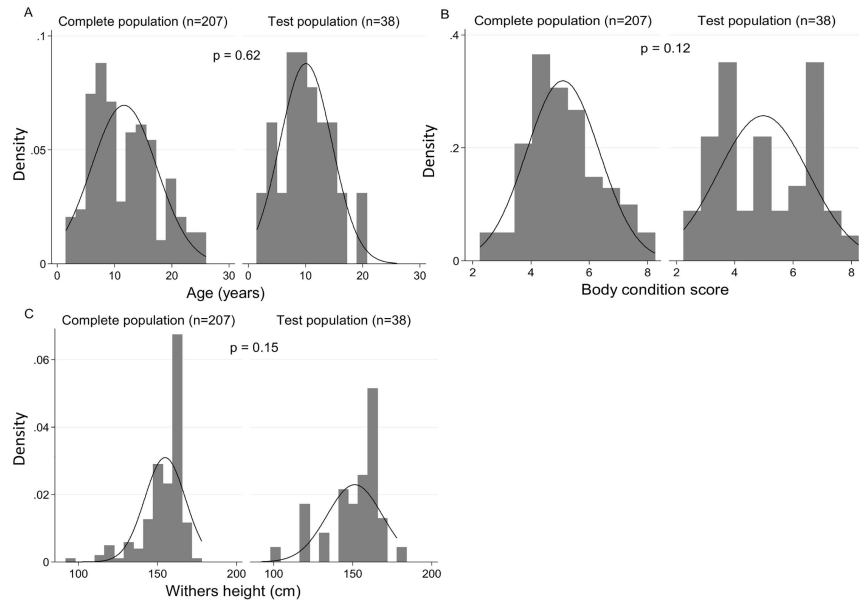 A
Complete population (n=207) Test population (n=38)
p = 0.62
.1
.05
0
Density
0 10 20 30 0 10 20 30
Age (years)
B
Complete population (n=207) Test population (n=38)
p = 0.12
.4
.2
0
Density
2 4 6 8 2 4 6 8
Body condition score
C
Complete population (n=207) Test population (n=38)
p = 0.15
.06
.04
.02
0
Density
100 150 200 100 150 200
Withers height (cm)